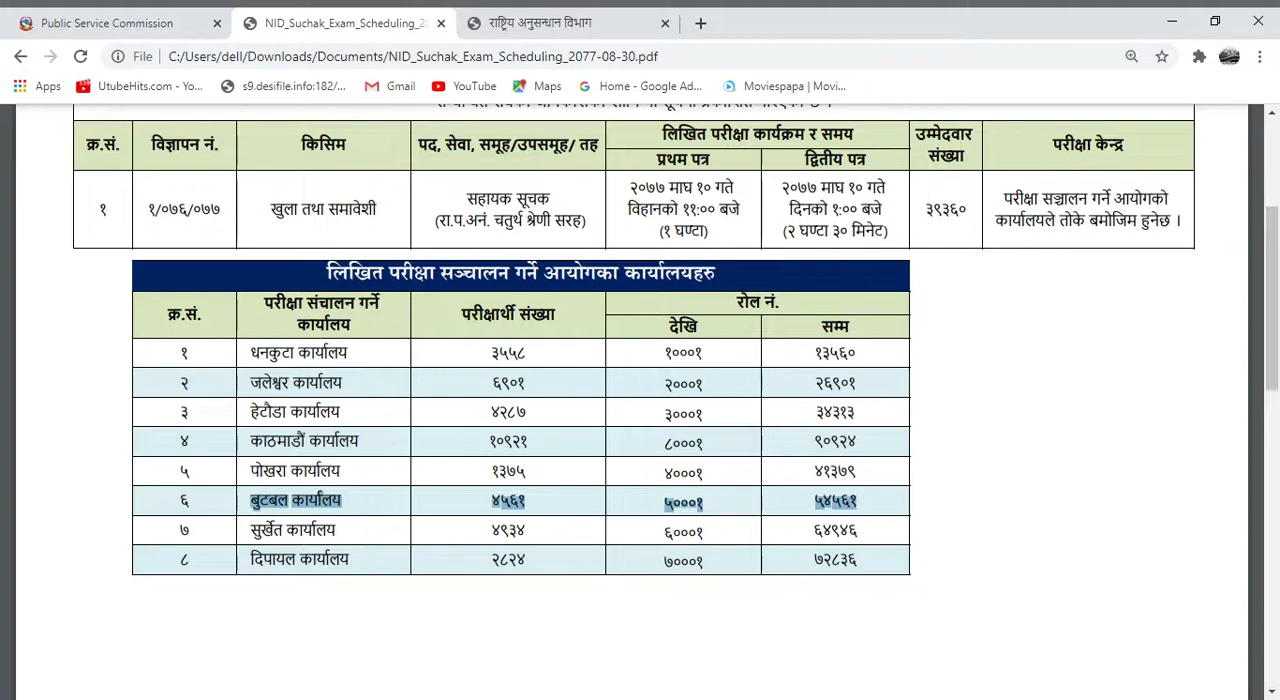 Public Service Commission
NID_Suchak_Exam_Scheduling_2
राष्ट्रिय अनुसन्धान विभाग
File
C:/Users/dell/Downloads/Documents/NID_Suchak_Exam_Scheduling_2077-08-30.pdf
Apps
UtubeHits.com - Yo...
s9.desifile.info:182/...
Gmail
YouTube
Maps
Home - Google Ad...
Moviespapa | Movi...
क्र.सं. विज्ञापन नं. किसिम पद, सेवा, समूह/उपसमूह/ तह लिखित परीक्षा कार्यक्रम र समय उम्मेदवार संख्या परीक्षा केन्द्र
प्रथम पत्र द्वितीय पत्र
१ १/०७६/०७७ खुला तथा समावेशी सहायक सूचक (रा.प.अनं. चतुर्थ श्रेणी सरह) २०७७ माघ १० गते विहानको ११:०० बजे (१ घण्टा) २०७७ माघ १० गते दिनको १:०० बजे (२ घण्टा ३० मिनेट) ३९३६० परीक्षा सञ्चालन गर्ने आयोगको कार्यालयले तोके बमोजिम हुनेछ ।
लिखित परीक्षा सञ्चालन गर्ने आयोगका कार्यालयहरु
क्र.सं. परीक्षा संचालन गर्ने कार्यालय परीक्षार्थी संख्या रोल नं.
देखि सम्म
१ धनकुटा कार्यालय ३५५८ १०००१ १३५६०
२ जलेश्वर कार्यालय ६९०१ २०००१ २६९०१
३ हेटौडा कार्यालय ४२८७ ३०००१ ३४३१३
४ काठमाडौं कार्यालय १०९२१ ८०००१ ९०९२४
५ पोखरा कार्यालय १३७५ ४०००१ ४१३७९
६ बुटबल कार्यालय ४५६१ ५०००१ ५४५६१
७ सुर्खेत कार्यालय ४९३४ ६०००१ ६४९४६
८ दिपायल कार्यालय २८२४ ७०००१ ७२८३६